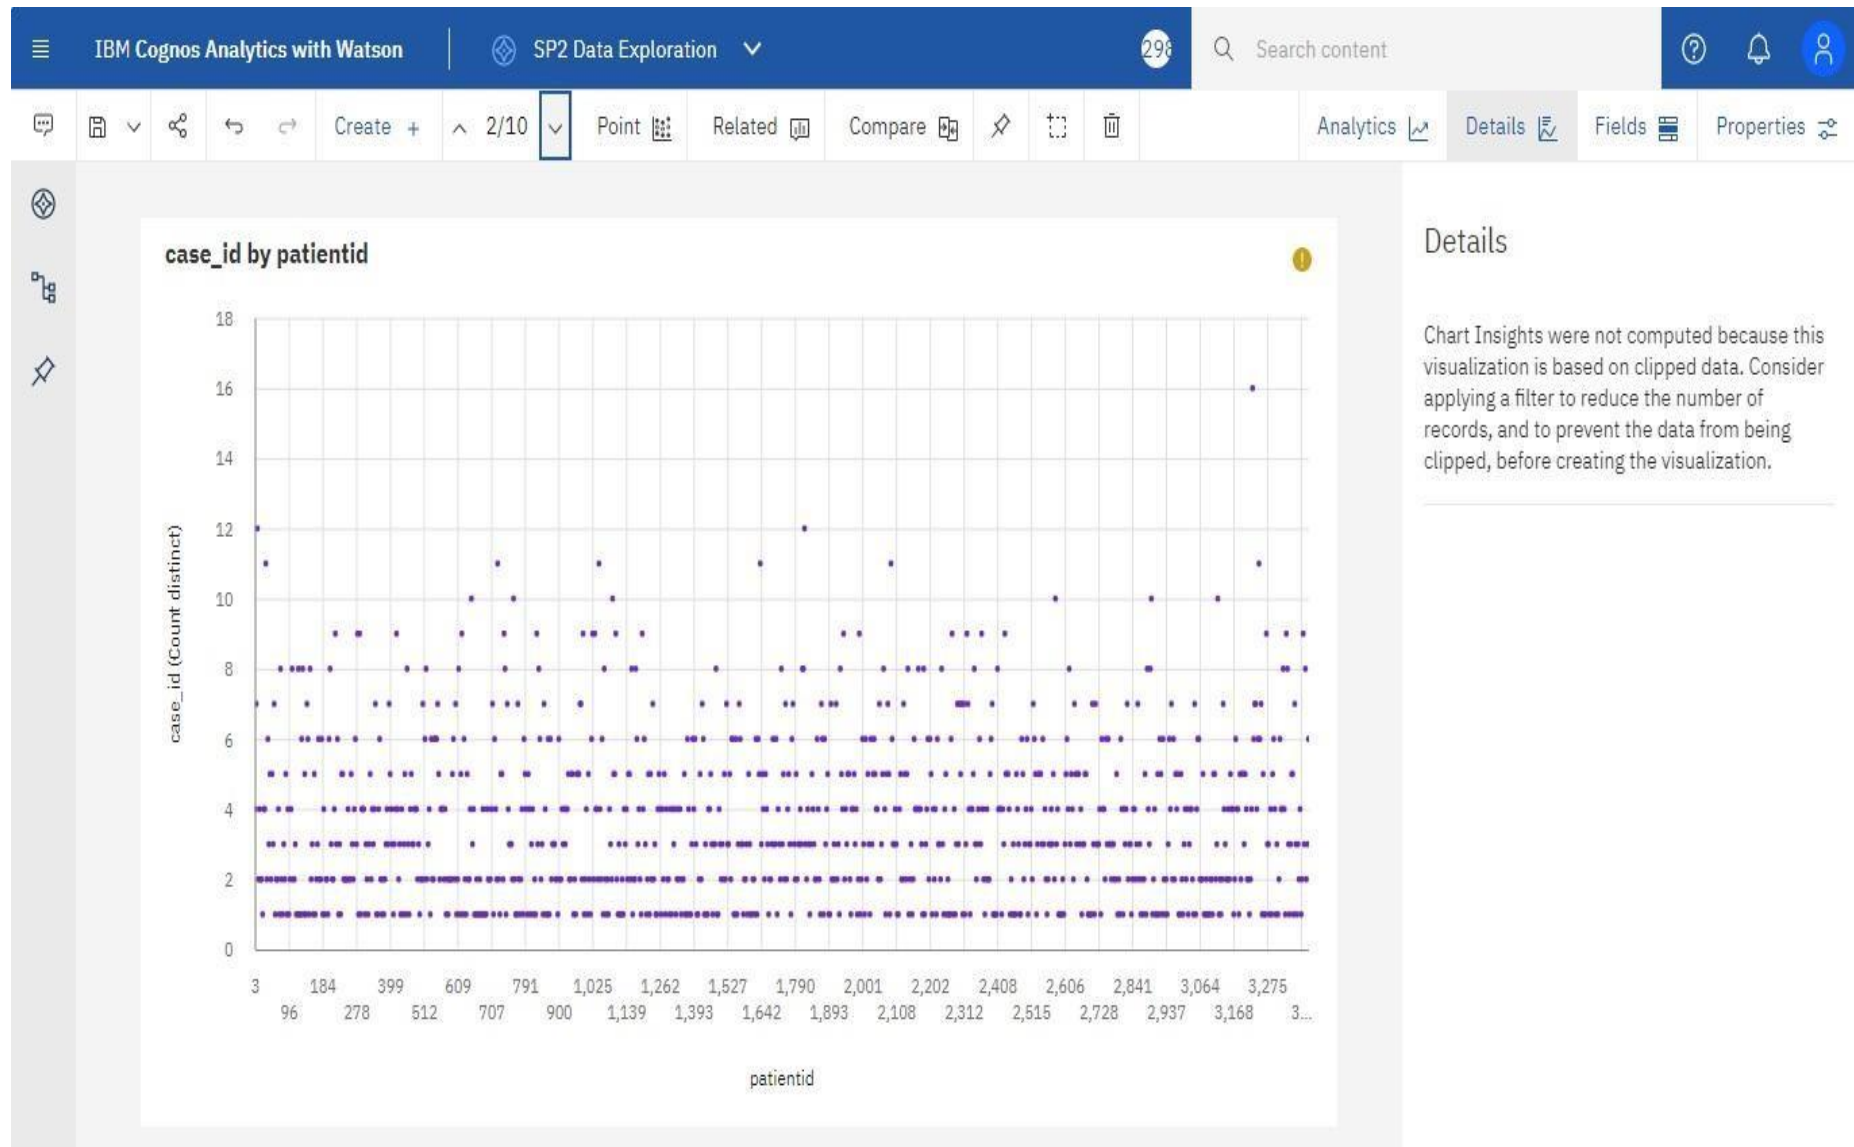 IBM Cognos Analytics with Watson
SP2 Data Exploration
298
Search content
Create +
2/10
Point
Related
Compare
Analytics
Details
Fields
Properties
case_id by patientid
18
16
14
12
10
8
6
4
2
0
case_id (Count distinct)
3 184 399 609 791 1,025 1,262 1,527 1,790 2,001 2,202 2,408 2,606 2,841 3,064 3,275
96 278 512 707 900 1,139 1,393 1,642 1,893 2,108 2,312 2,515 2,728 2,937 3,168 3...
patientid
Details
Chart Insights were not computed because this
visualization is based on clipped data. Consider
applying a filter to reduce the number of
records, and to prevent the data from being
clipped, before creating the visualization.